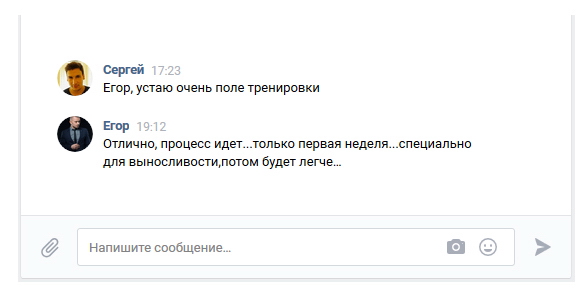 Сергей 17:23
Егор, устаю очень поле тренировки
Егор 19:12
Отлично, процесс идет...только первая неделя...специально
для выносливости,потом будет легче...
Напишите сообщение...